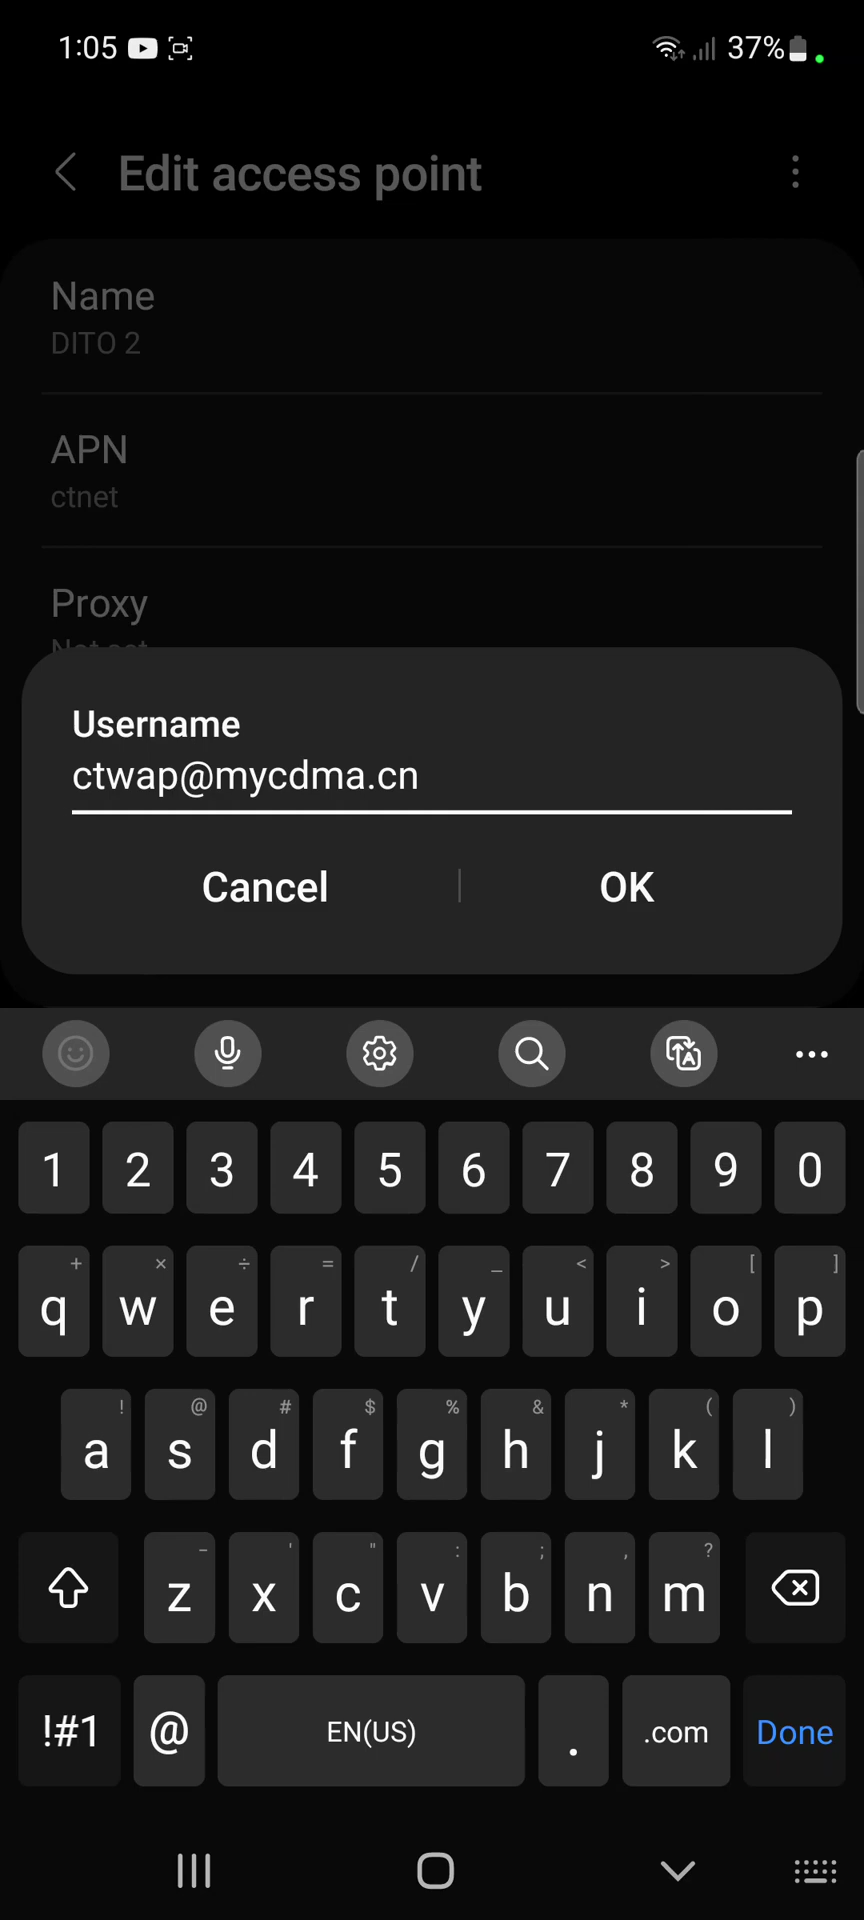 1:05
37%
Edit access point
Name
DITO 2
APN
ctnet
Proxy
Not set
Username
ctwap@mycdma.cn
Cancel
OK
1 2 3 4 5 6 7 8 9 0
+ × ÷ = / _ < > [ ]
q w e r t y u i o p
! @ # $ % & * ( )
a s d f g h j k l
- ' " : ; , ?
z x c v b n m
!#1 @ EN(US) . .com Done